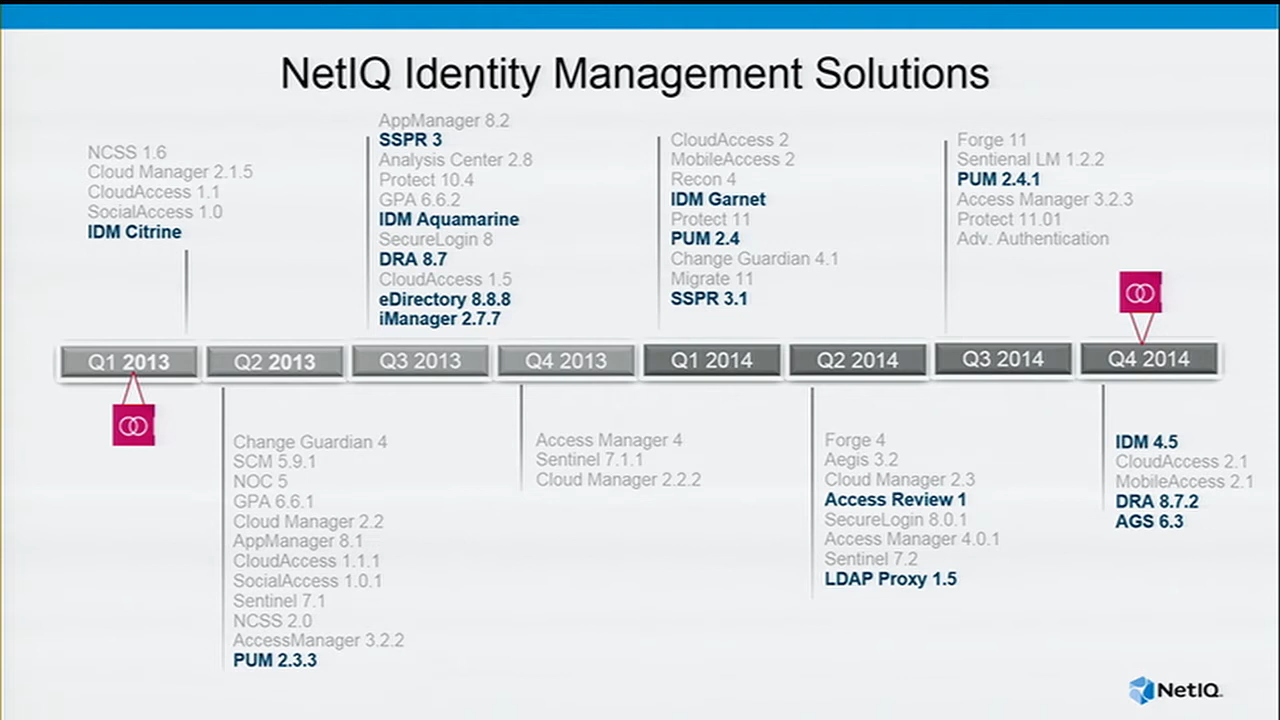 NetIQ Identity Management Solutions
NCSS 1.6
Cloud Manager 2.1.5
CloudAccess 1.1
SocialAccess 1.0
IDM Citrine
AppManager 8.2
SSPR 3
Analysis Center 2.8
Protect 10.4
GPA 6.6.2
IDM Aquamarine
SecureLogin 8
DRA 8.7
CloudAccess 1.5
eDirectory 8.8.8
iManager 2.7.7
CloudAccess 2
MobileAccess 2
Recon 4
IDM Garnet
Protect 11
PUM 2.4
Change Guardian 4.1
Migrate 11
SSPR 3.1
Forge 11
Sentienal LM 1.2.2
PUM 2.4.1
Access Manager 3.2.3
Protect 11.01
Adv. Authentication
Q1 2013
Q2 2013
Q3 2013
Q4 2013
Q1 2014
Q2 2014
Q3 2014
Q4 2014
Change Guardian 4
SCM 5.9.1
NOC 5
GPA 6.6.1
Cloud Manager 2.2
AppManager 8.1
CloudAccess 1.1.1
SocialAccess 1.0.1
Sentinel 7.1
NCSS 2.0
AccessManager 3.2.2
PUM 2.3.3
Access Manager 4
Sentinel 7.1.1
Cloud Manager 2.2.2
Forge 4
Aegis 3.2
Cloud Manager 2.3
Access Review 1
SecureLogin 8.0.1
Access Manager 4.0.1
Sentinel 7.2
LDAP Proxy 1.5
IDM 4.5
CloudAccess 2.1
MobileAccess 2.1
DRA 8.7.2
AGS 6.3
NetIQ